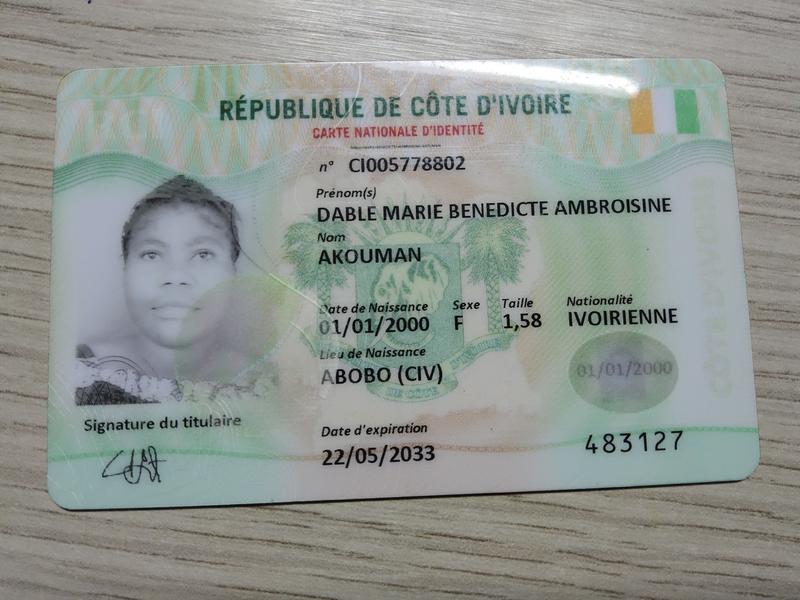 RÉPUBLIQUE DE CÔTE D'IVOIRE
CARTE NATIONALE D'IDENTITÉ
n° CI005778802
Prénom(s)
DABLE MARIE BENEDICTE AMBROISINE
Nom
AKOUMAN
Date de Naissance Sexe Taille Nationalité
01/01/2000 F 1,58 IVOIRIENNE
Lieu de Naissance
ABOBO (CIV)
01/01/2000
Signature du titulaire
Date d'expiration
22/05/2033
483127
CÔTE D'IVOIRE